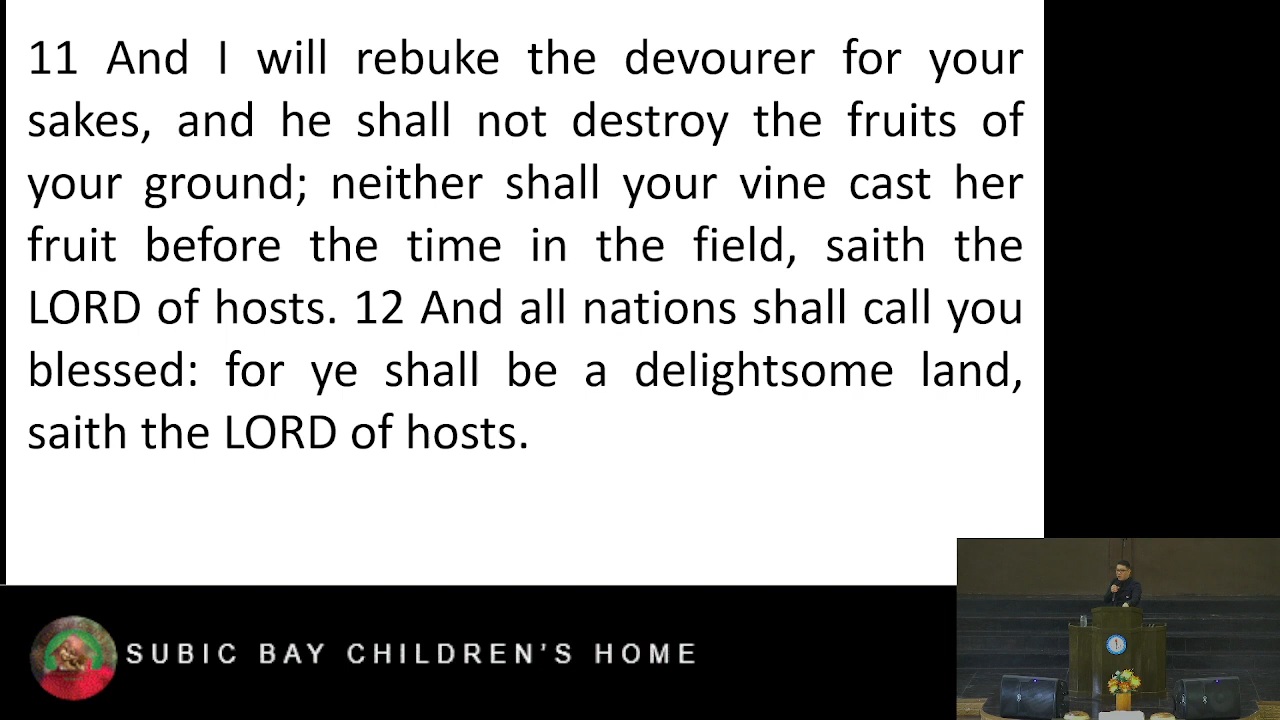 11 And I will rebuke the devourer for your
sakes, and he shall not destroy the fruits of
your ground; neither shall your vine cast her
fruit before the time in the field, saith the
LORD of hosts. 12 And all nations shall call you
blessed: for ye shall be a delightsome land,
saith the LORD of hosts.
SUBIC BAY CHILDREN'S HOME